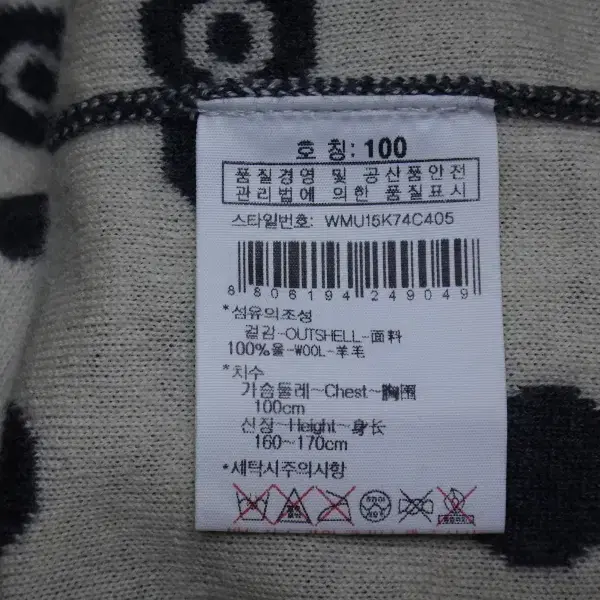 호 칭: 100
품질경영 및 공산품안전
관리법에 의한 품질표시
스타일번호: WMU15K74C405
8 806194 249049
*섬유의조성
겉감-OUTSHELL-面料
100%울-WOOL-羊毛
*치수
가슴둘레~Chest~胸围
100cm
신장~Height~身长
160~170cm
*세탁시주의사항